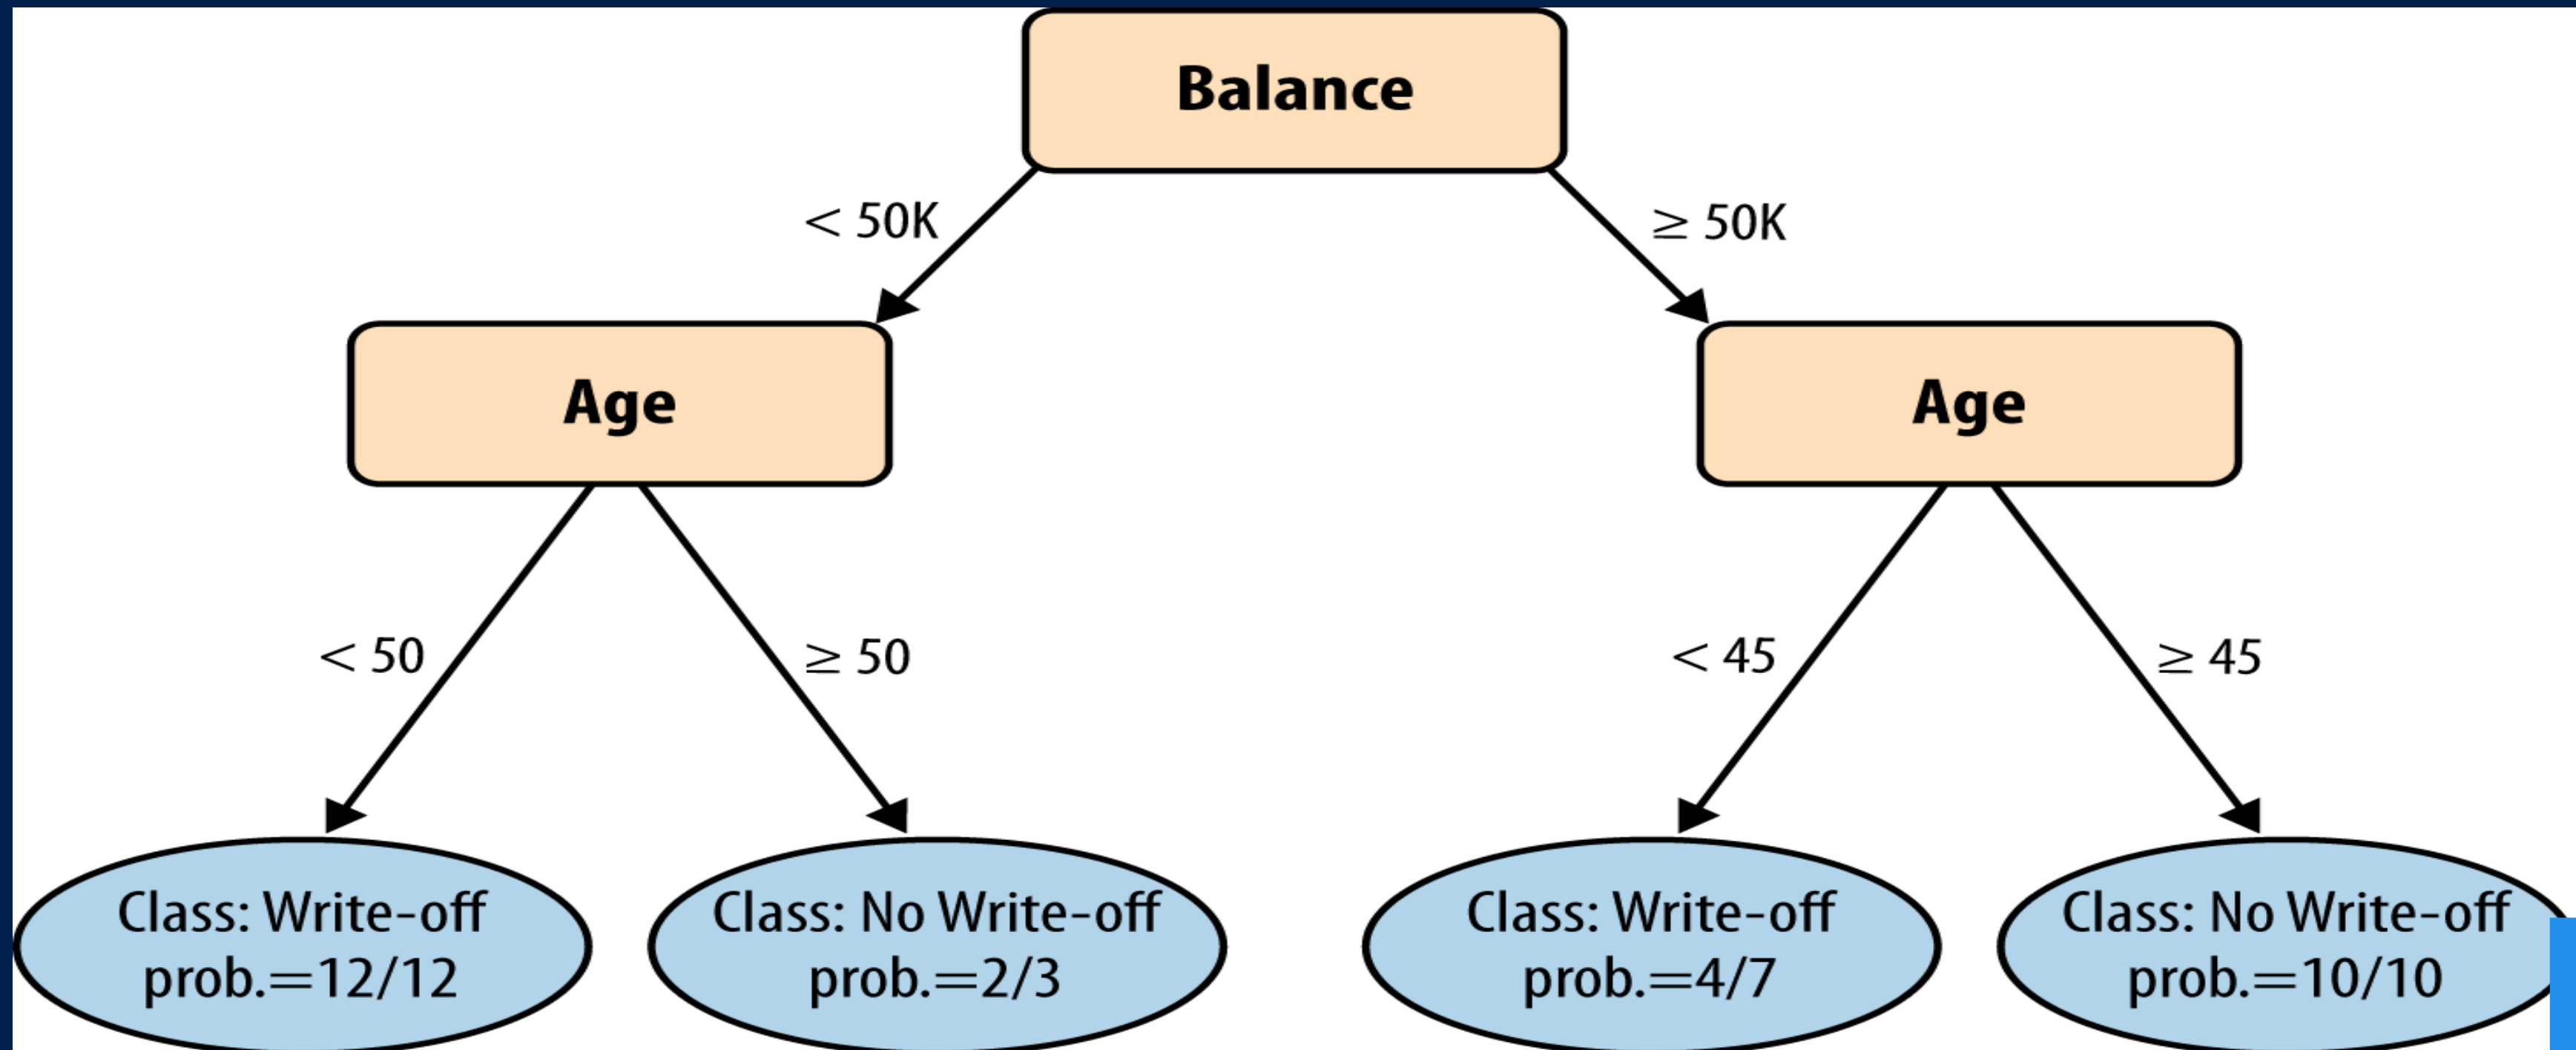 Balance
< 50K
≥ 50K
Age
Age
< 50
≥ 50
< 45
≥ 45
Class: Write-off
prob.=12/12
Class: No Write-off
prob.=2/3
Class: Write-off
prob.=4/7
Class: No Write-off
prob.=10/10